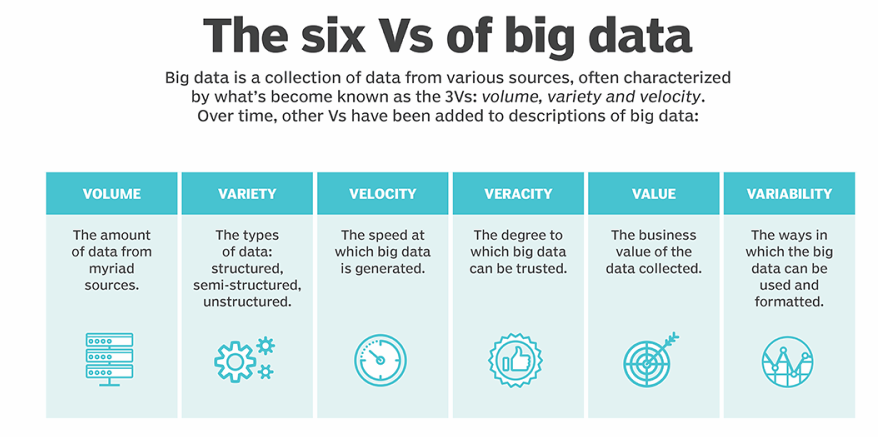 The six Vs of big data
Big data is a collection of data from various sources, often characterized
by what's become known as the 3Vs: volume, variety and velocity.
Over time, other Vs have been added to descriptions of big data:
VOLUME
The amount
of data from
myriad
sources.
VARIETY
The types
of data:
structured,
semi-structured,
unstructured.
VELOCITY
The speed at
which big data
is generated.
VERACITY
The degree to
which big data
can be trusted.
VALUE
The business
value of the
data collected.
VARIABILITY
The ways in
which the big
data can be
used and
formatted.